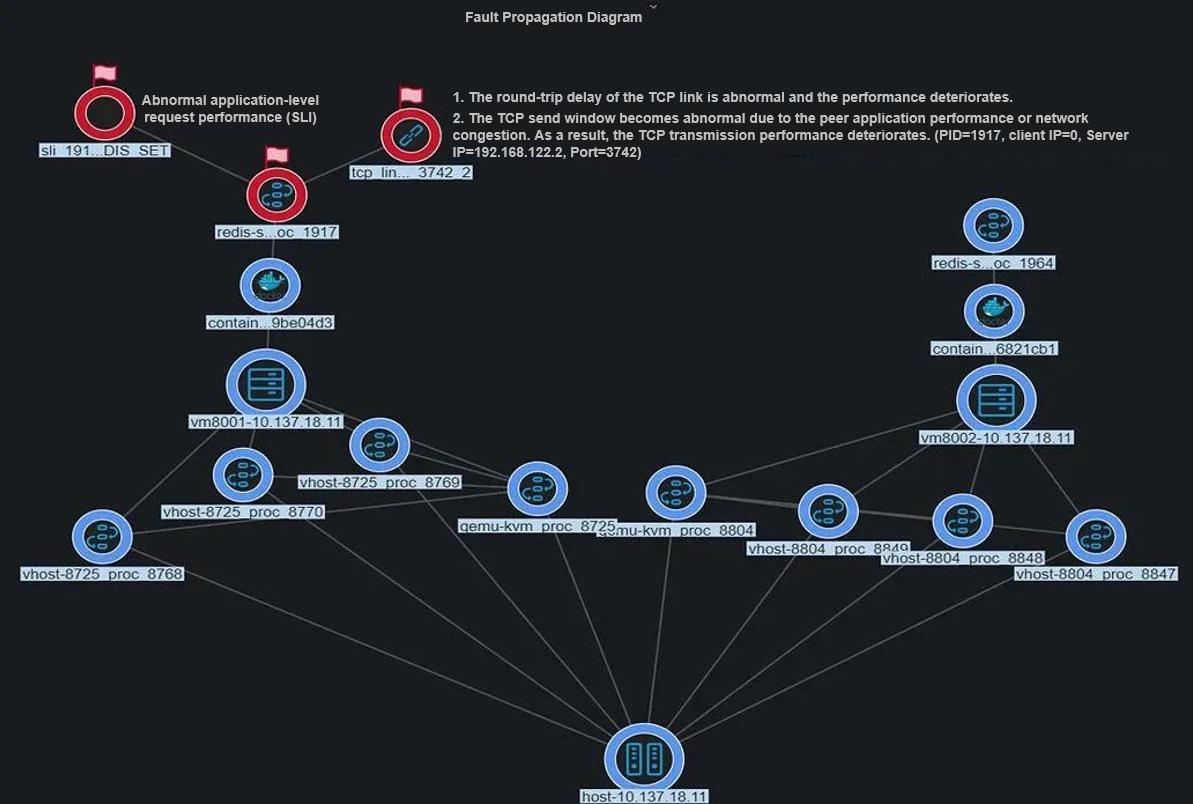 Fault Propagation Diagram
Abnormal application-level
request performance (SLI)
1. The round-trip delay of the TCP link is abnormal and the performance deteriorates.
2. The TCP send window becomes abnormal due to the peer application performance or network
congestion. As a result, the TCP transmission performance deteriorates. (PID=1917, client IP=0, Server
IP=192.168.122.2, Port=3742)
sli_191...DIS_SET
tcp_lin..._3742_2
redis-s...oc_1917
redis-s...oc_1964
contain...9be04d3
contain...6821cb1
vm8001-10.137.18.11
vm8002-10.137.18.11
vhost-8725_proc_8769
vhost-8725_proc_8770
qemu-kvm_proc_8725
qemu-kvm_proc_8804
vhost-8804_proc_8849
vhost-8804_proc_8848
vhost-8725_proc_8768
vhost-8804_proc_8847
host-10.137.18.11